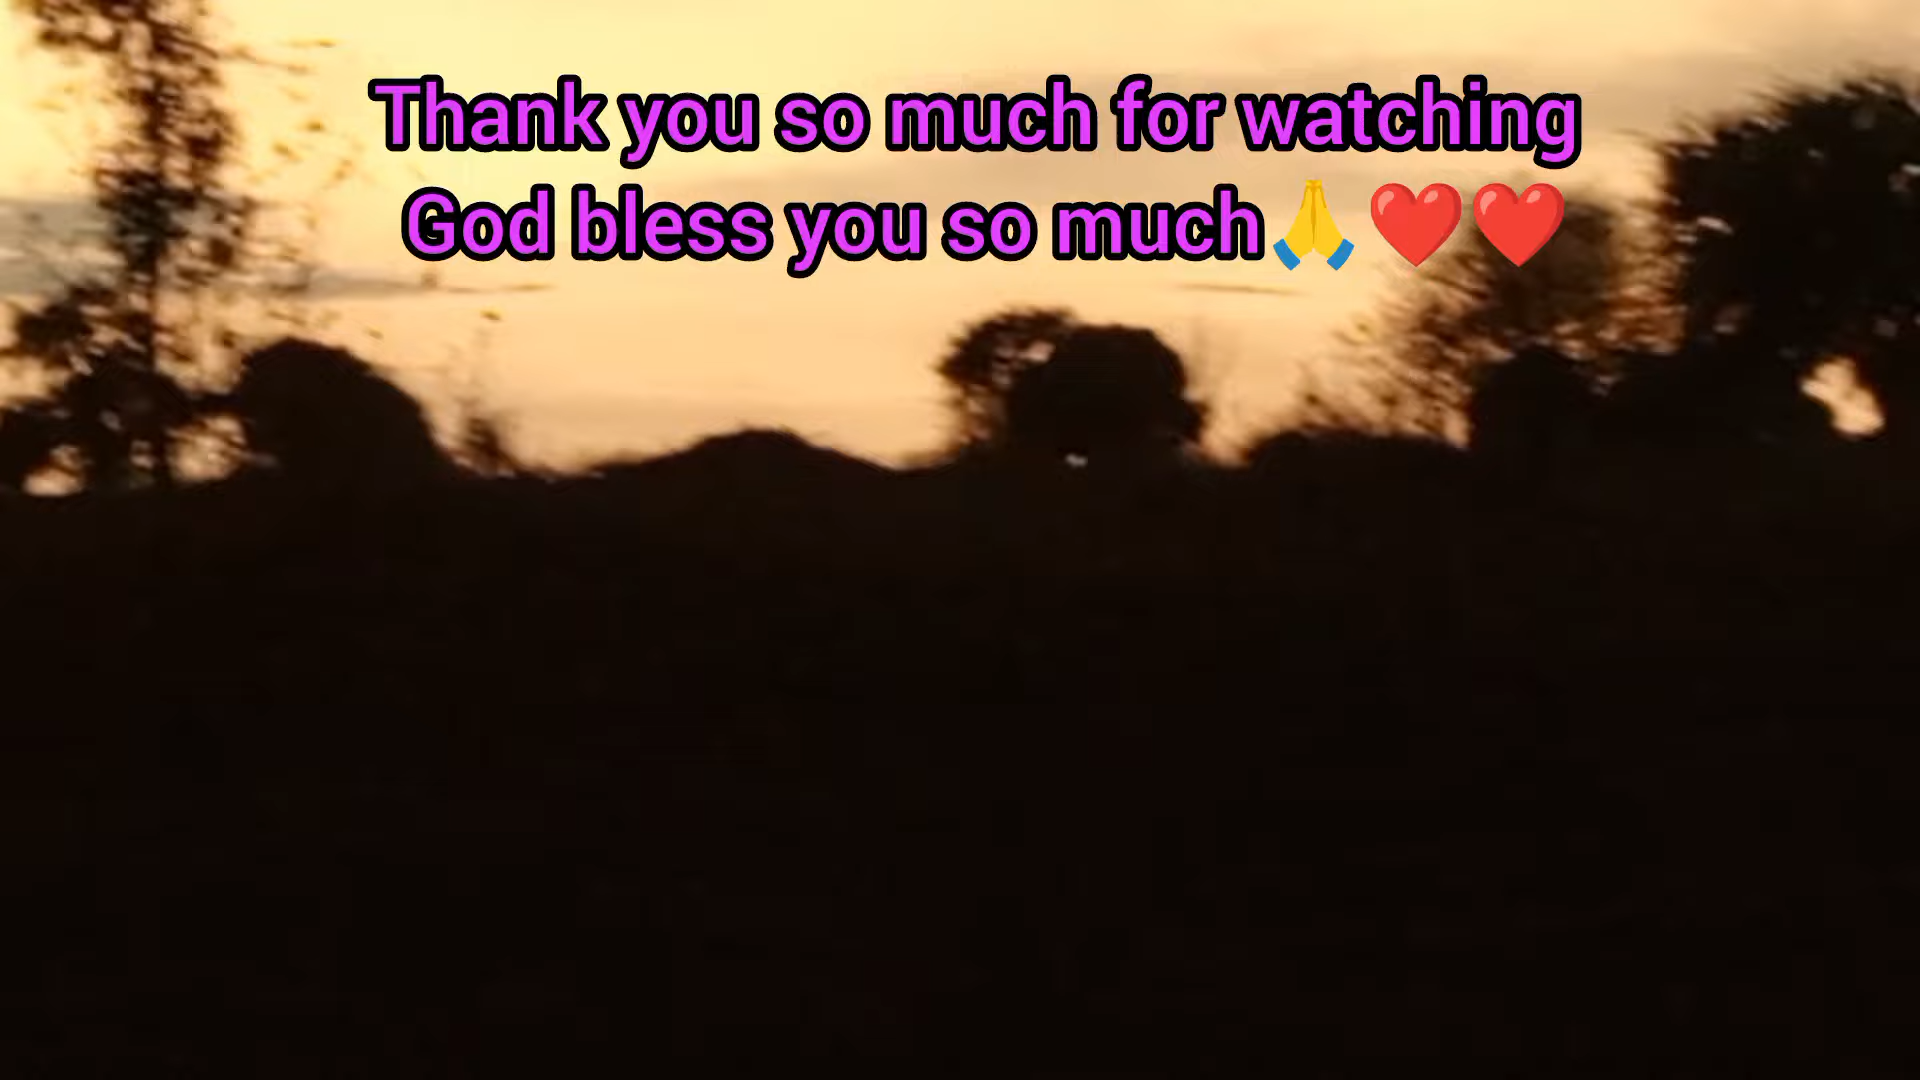 Thank you so much for watching
God bless you so much🙏❤️❤️